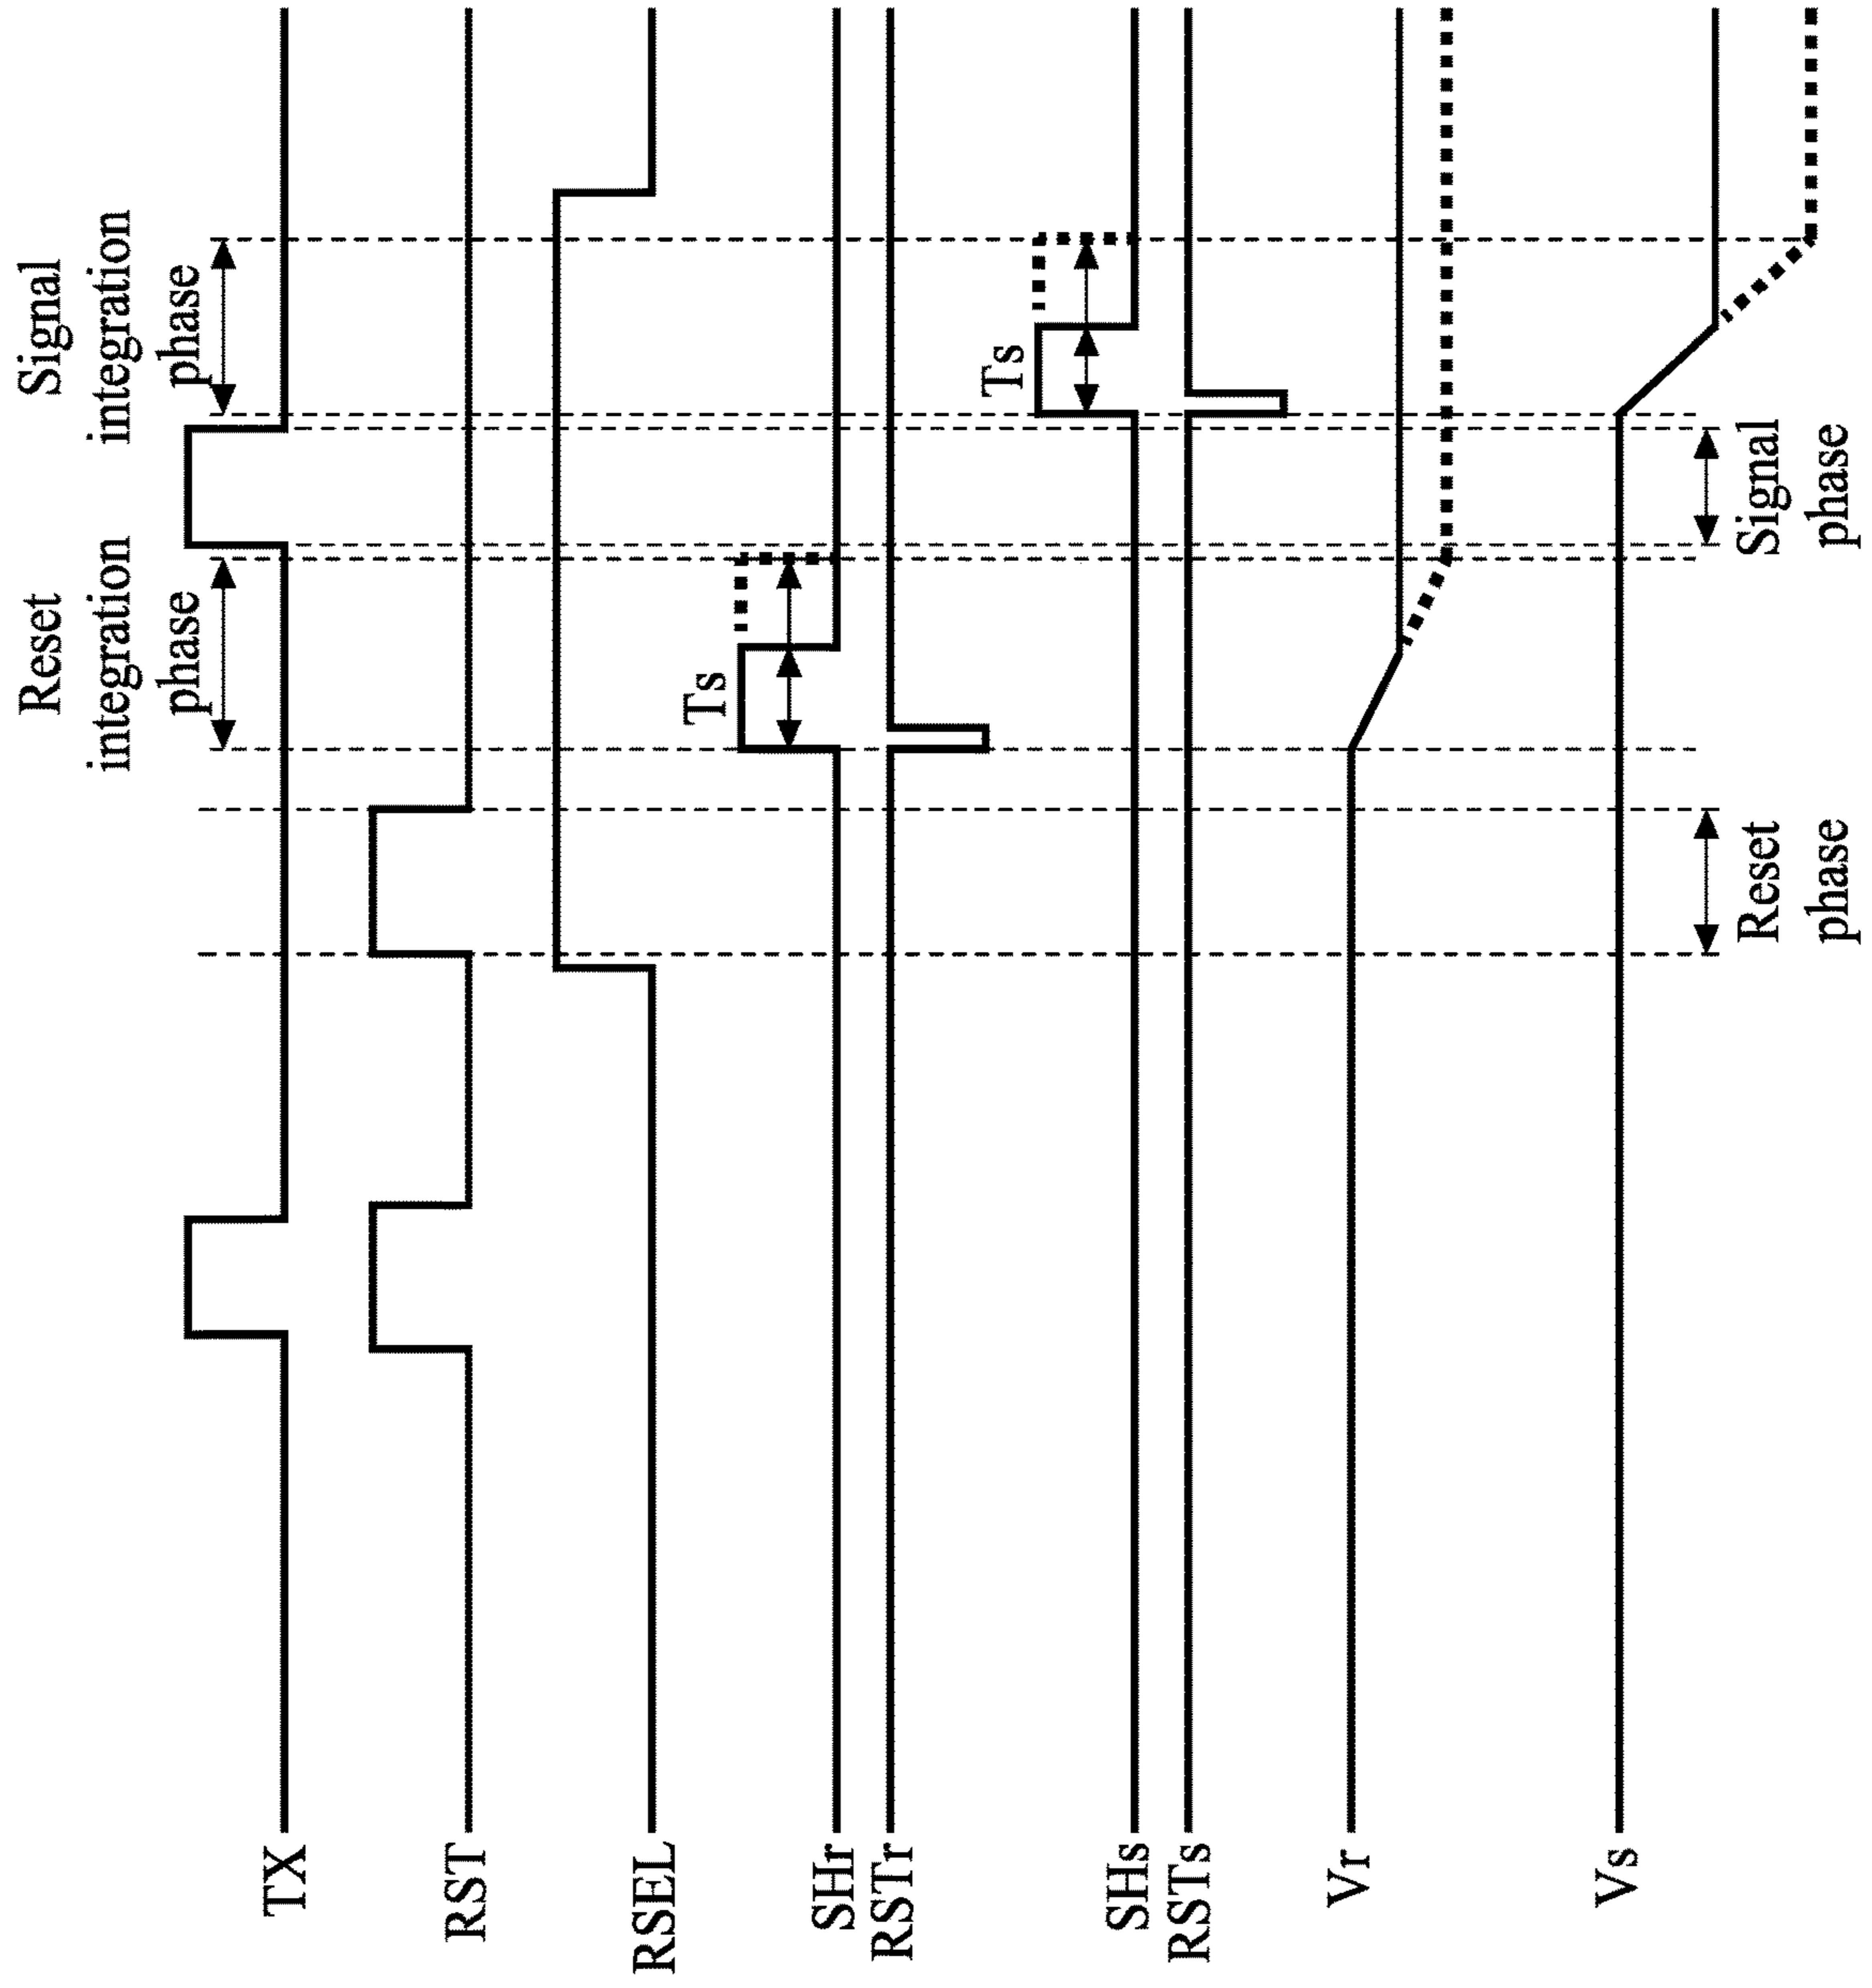 Reset
integration
phase
Signal
integration
phase
TX
RST
RSEL
Ts
SHr
RSTr
Ts
SHs
RSTs
Vr
Vs
Reset
phase
Signal
phase